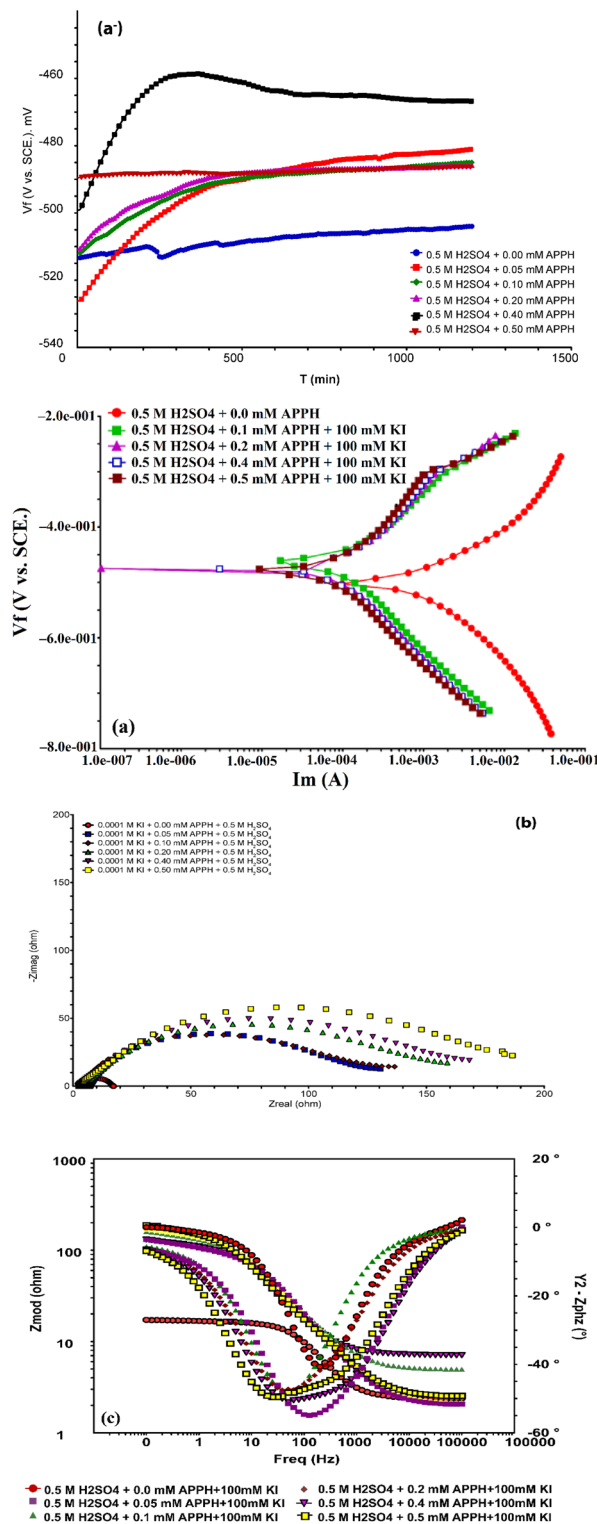 (a-)
Vf (V vs. SCE.). mV
-460
-480
-500
-520
-540
0
500
1000
1500
T (min)
0.5 M H2SO4 + 0.00 mM APPH
0.5 M H2SO4 + 0.05 mM APPH
0.5 M H2SO4 + 0.10 mM APPH
0.5 M H2SO4 + 0.20 mM APPH
0.5 M H2SO4 + 0.40 mM APPH
0.5 M H2SO4 + 0.50 mM APPH
0.5 M H2SO4 + 0.0 mM APPH
0.5 M H2SO4 + 0.1 mM APPH + 100 mM KI
0.5 M H2SO4 + 0.2 mM APPH + 100 mM KI
0.5 M H2SO4 + 0.4 mM APPH + 100 mM KI
0.5 M H2SO4 + 0.5 mM APPH + 100 mM KI
Vf (V vs. SCE.)
−2.0e-001
−4.0e-001
−6.0e-001
−8.0e-001
(a)
1.0e-007
1.0e-006
1.0e-005
1.0e-004
1.0e-003
1.0e-002
1.0e-001
Im (A)
(b)
0.0001 M KI + 0.00 mM APPH + 0.5 M H2SO4
0.0001 M KI + 0.05 mM APPH + 0.5 M H2SO4
0.0001 M KI + 0.10 mM APPH + 0.5 M H2SO4
0.0001 M KI + 0.20 mM APPH + 0.5 M H2SO4
0.0001 M KI + 0.40 mM APPH + 0.5 M H2SO4
0.0001 M KI + 0.50 mM APPH + 0.5 M H2SO4
-Zimag (ohm)
200
150
100
50
0
0
50
100
150
200
Zreal (ohm)
Zmod (ohm)
1000
100
10
1
20 °
0 °
-20 °
-40 °
-60 °
Y2 - Zphz (°)
(c)
0
1
10
100
1000
10000
100000
1000000
Freq (Hz)
0.5 M H2SO4 + 0.0 mM APPH+100mM KI
0.5 M H2SO4 + 0.05 mM APPH+100mM KI
0.5 M H2SO4 + 0.1 mM APPH+100mM KI
0.5 M H2SO4 + 0.2 mM APPH+100mM KI
0.5 M H2SO4 + 0.4 mM APPH+100mM KI
0.5 M H2SO4 + 0.5 mM APPH+100mM KI